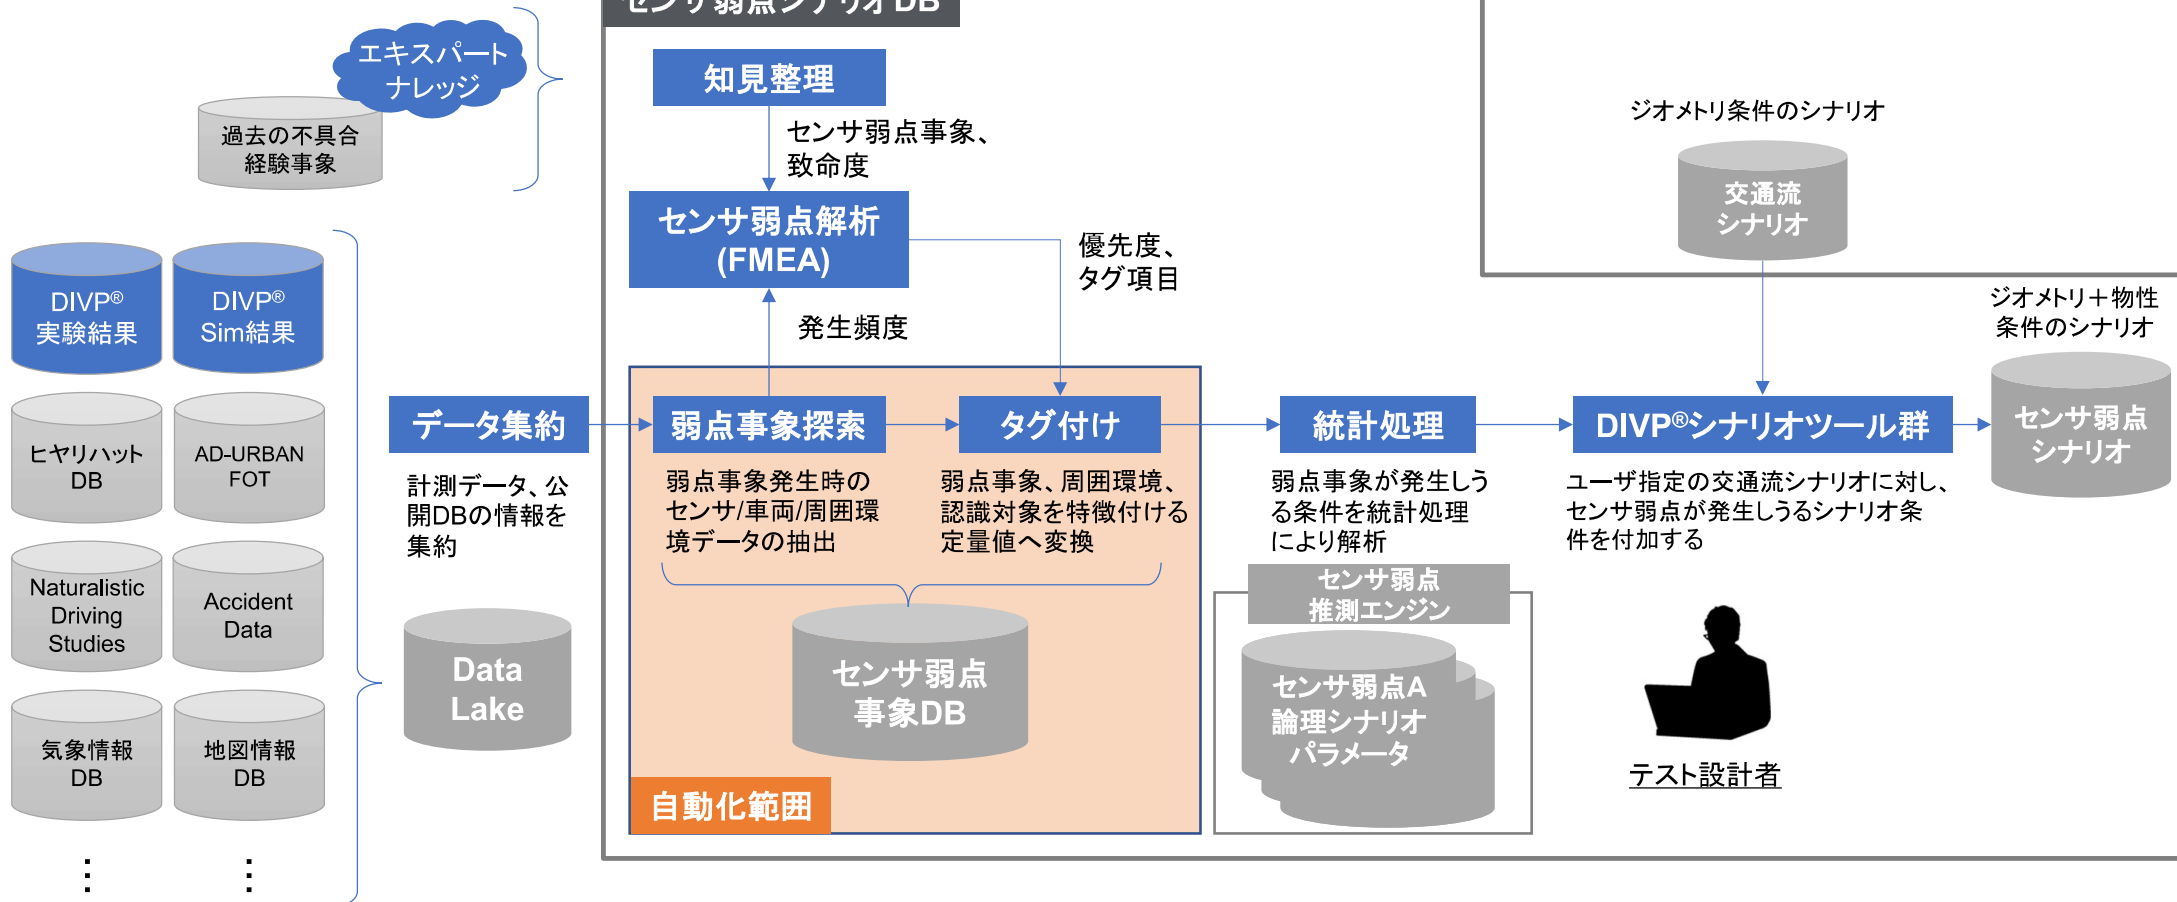 センサ弱点シナリオDB
エキスパート
ナレッジ
過去の不具合
経験事象
知見整理
センサ弱点事象、
致命度
センサ弱点解析
(FMEA)
優先度、
タグ項目
発生頻度
ジオメトリ条件のシナリオ
交通流
シナリオ
ジオメトリ＋物性
条件のシナリオ
センサ弱点
シナリオ
DIVP®
実験結果
DIVP®
Sim結果
ヒヤリハット
DB
AD-URBAN
FOT
Naturalistic
Driving
Studies
Accident
Data
気象情報
DB
地図情報
DB
データ集約
計測データ、公
開DBの情報を
集約
Data
Lake
弱点事象探索
弱点事象発生時の
センサ/車両/周囲環
境データの抽出
タグ付け
弱点事象、周囲環境、
認識対象を特徴付ける
定量値へ変換
センサ弱点
事象DB
自動化範囲
統計処理
弱点事象が発生しう
る条件を統計処理
により解析
センサ弱点
推測エンジン
センサ弱点A
論理シナリオ
パラメータ
DIVP®シナリオツール群
ユーザ指定の交通流シナリオに対し、
センサ弱点が発生しうるシナリオ条
件を付加する
テスト設計者